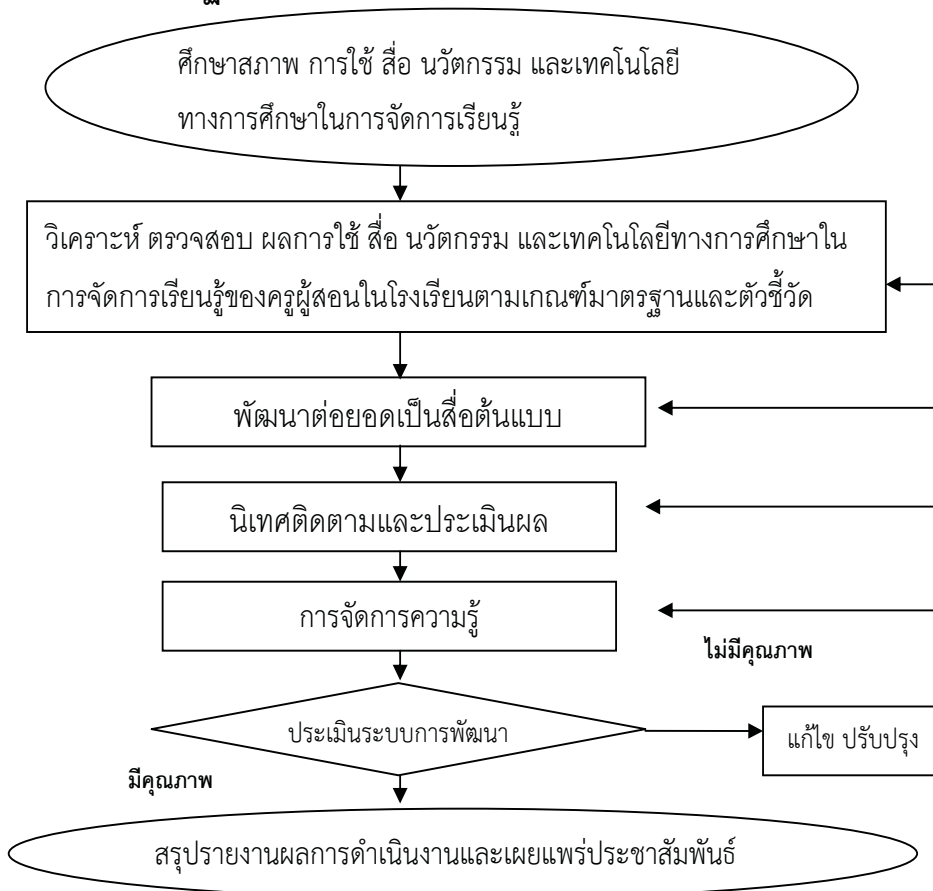 ศึกษาสภาพ การใช้ สื่อ นวัตกรรม และเทคโนโลยี
ทางการศึกษาในการจัดการเรียนรู้
วิเคราะห์ ตรวจสอบ ผลการใช้ สื่อ นวัตกรรม และเทคโนโลยีทางการศึกษาใน
การจัดการเรียนรู้ของครูผู้สอนในโรงเรียนตามเกณฑ์มาตรฐานและตัวชี้วัด
พัฒนาต่อยอดเป็นสื่อต้นแบบ
นิเทศติดตามและประเมินผล
การจัดการความรู้
ไม่มีคุณภาพ
ประเมินระบบการพัฒนา
แก้ไข ปรับปรุง
มีคุณภาพ
สรุปรายงานผลการดำเนินงานและเผยแพร่ประชาสัมพันธ์